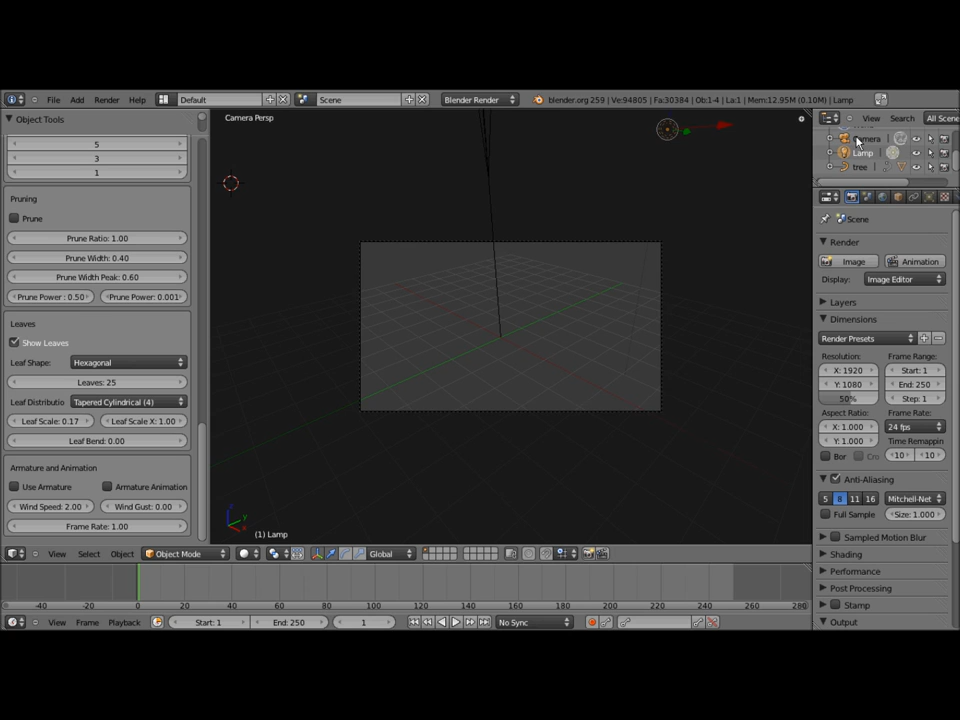 File Add Render Help Default Scene Blender Render blender.org 259 | Ve:94805 | Fa:30384 | Ob:1-4 | La:1 | Mem:12.95M (0.10M) | Lamp
Object Tools
5
3
1
Pruning
Prune
Prune Ratio: 1.00
Prune Width: 0.40
Prune Width Peak: 0.60
Prune Power : 0.50 Prune Power: 0.001
Leaves
Show Leaves
Leaf Shape: Hexagonal
Leaves: 25
Leaf Distributio Tapered Cylindrical (4)
Leaf Scale: 0.17 Leaf Scale X: 1.00
Leaf Bend: 0.00
Armature and Animation
Use Armature Armature Animation
Wind Speed: 2.00 Wind Gust: 0.00
Frame Rate: 1.00
Camera Persp
z
y
x
(1) Lamp
View Select Object Object Mode Global
-40 -20 0 20 40 60 80 100 120 140 160 180 200 220 240 260 280
View Frame Playback Start: 1 End: 250 1 No Sync
View Search All Scene
Lamp
tree
Scene
Render
Image Animation
Display: Image Editor
Layers
Dimensions
Render Presets
Resolution: Frame Range:
X: 1920 Start: 1
Y: 1080 End: 250
50% Step: 1
Aspect Ratio: Frame Rate:
X: 1.000 24 fps
Y: 1.000 Time Remappin
Bor Cro 10 10
Anti-Aliasing
5 8 11 16 Mitchell-Net
Full Sample Size: 1.000
Sampled Motion Blur
Shading
Performance
Post Processing
Stamp
Output